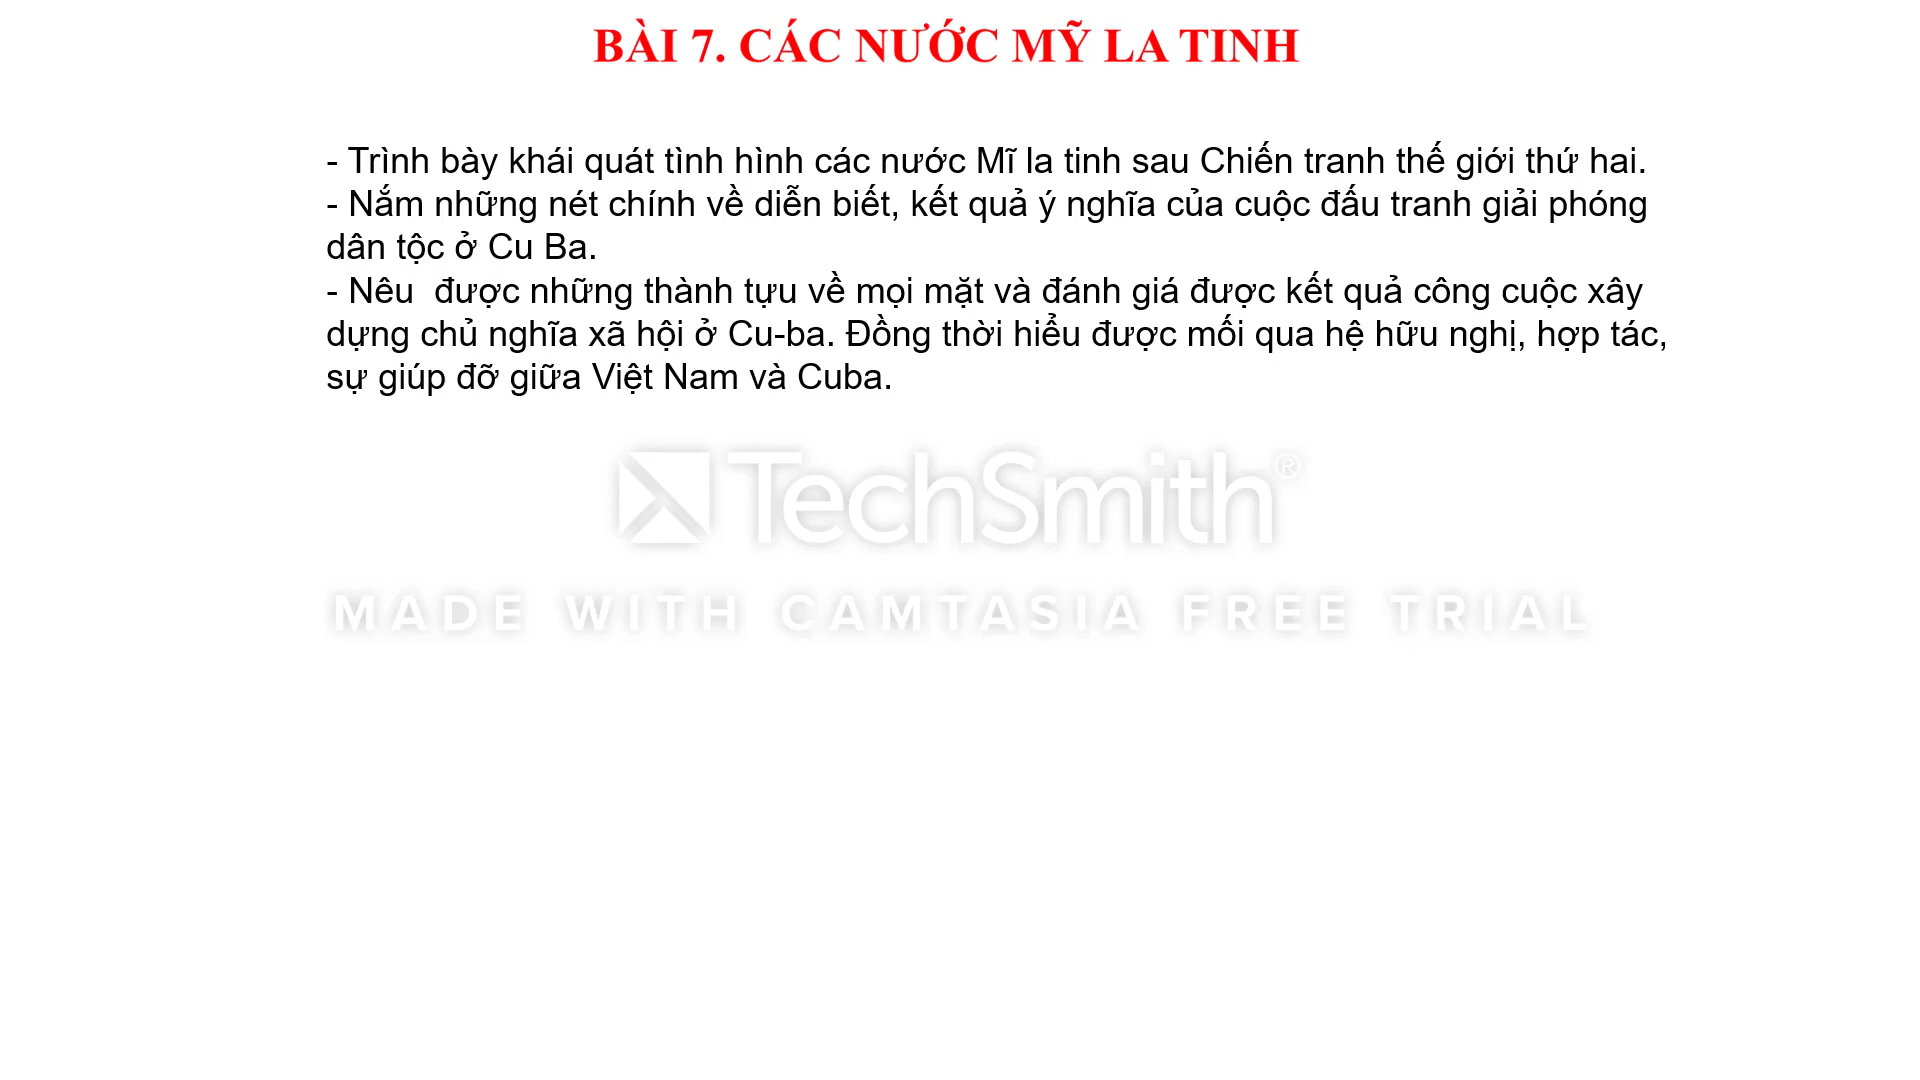 BÀI 7. CÁC NƯỚC MỸ LA TINH
- Trình bày khái quát tình hình các nước Mĩ la tinh sau Chiến tranh thế giới thứ hai.
- Nắm những nét chính về diễn biết, kết quả ý nghĩa của cuộc đấu tranh giải phóng
dân tộc ở Cu Ba.
- Nêu  được những thành tựu về mọi mặt và đánh giá được kết quả công cuộc xây
dựng chủ nghĩa xã hội ở Cu-ba. Đồng thời hiểu được mối qua hệ hữu nghị, hợp tác,
sự giúp đỡ giữa Việt Nam và Cuba.
TechSmith®
MADE WITH CAMTASIA FREE TRIAL